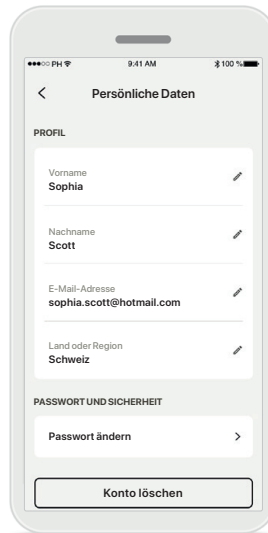 PH
9:41 AM
100 %
Persönliche Daten
PROFIL
Vorname
Sophia
Nachname
Scott
E-Mail-Adresse
sophia.scott@hotmail.com
Land oder Region
Schweiz
PASSWORT UND SICHERHEIT
Passwort ändern
Konto löschen